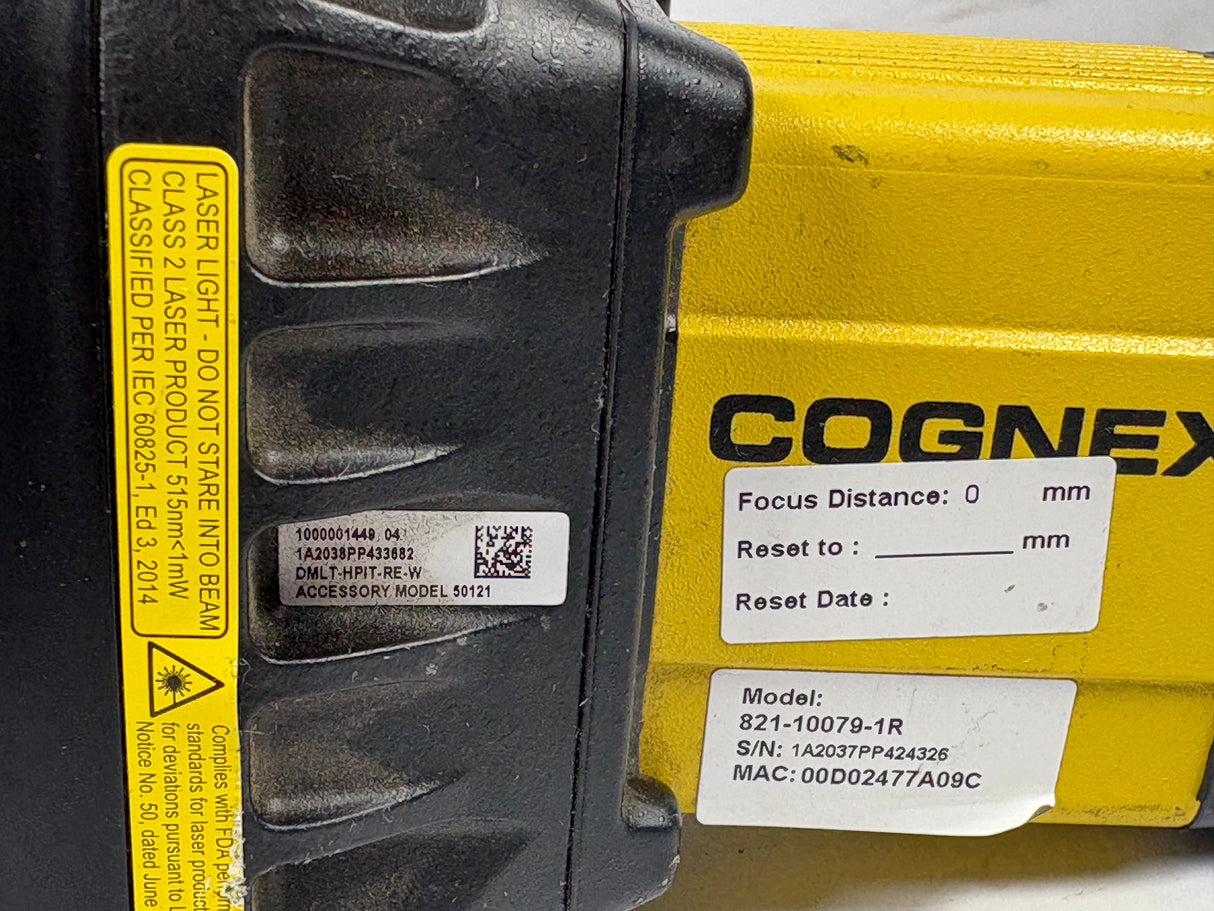 LASER LIGHT - DO NOT STARE INTO BEAM
CLASS 2 LASER PRODUCT 515nm<1mW
CLASSIFIED PER IEC 60825-1, Ed 3, 2014
Complies with FDA
standards for laser product
for deviations pursuant to L
Notice No. 50, dated June
1000001449 04
1A2038PP433682
DMLT-HPIT-RE-W
ACCESSORY MODEL 50121
COGNEX
Focus Distance: 0 mm
Reset to : ________ mm
Reset Date :
Model:
821-10079-1R
S/N: 1A2037PP424326
MAC: 00D02477A09C